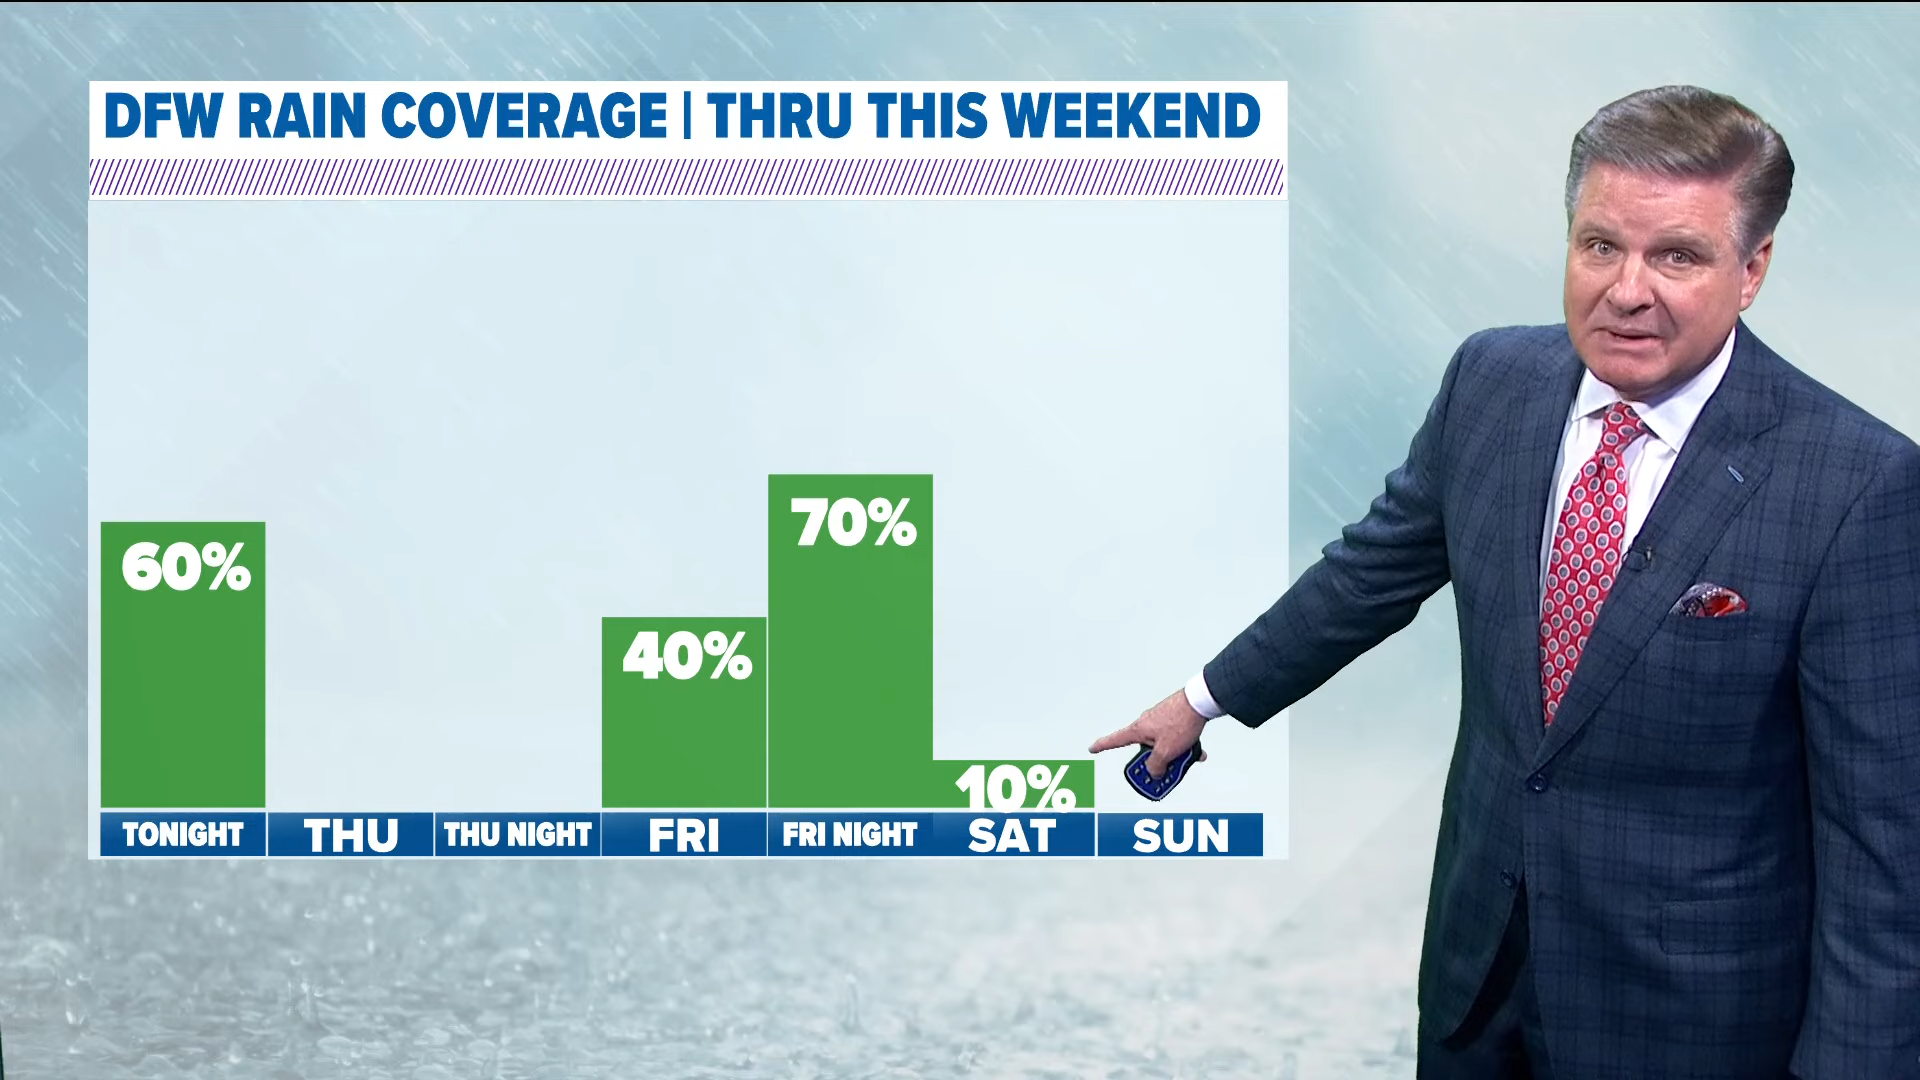 DFW RAIN COVERAGE | THRU THIS WEEKEND
60%
40%
70%
10%
TONIGHT THU THU NIGHT FRI FRI NIGHT SAT SUN